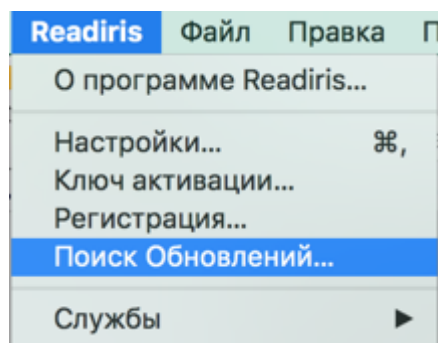 Readiris Файл Правка
О программе Readiris...
Настройки... ⌘,
Ключ активации...
Регистрация...
Поиск Обновлений...
Службы ▶